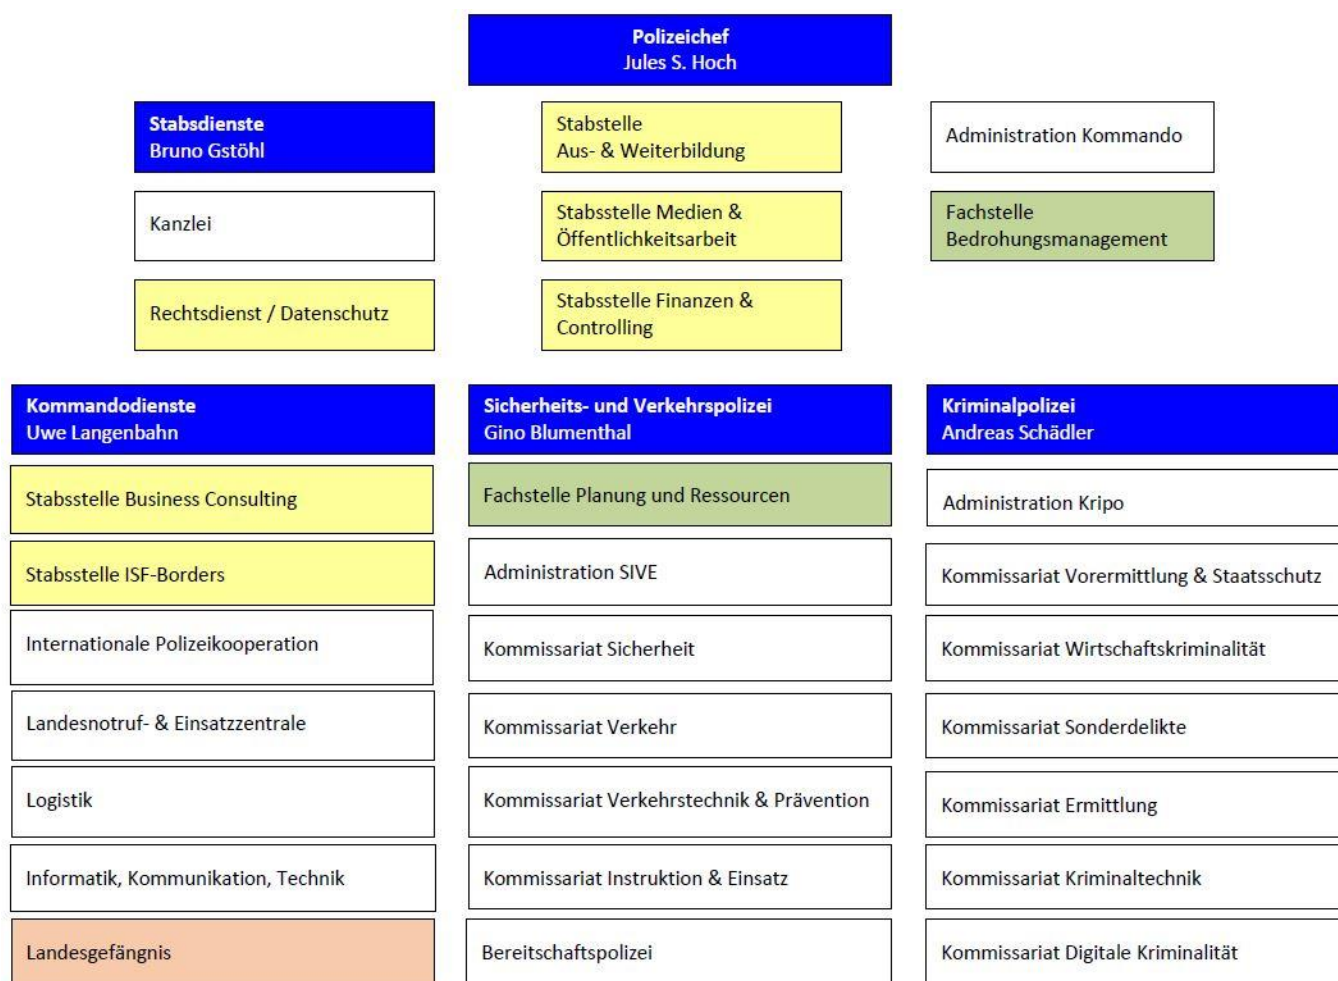 Polizeichef
Jules S. Hoch
Stabsdienste
Bruno Gstöhl
Kanzlei
Rechtsdienst / Datenschutz
Stabstelle
Aus- & Weiterbildung
Stabsstelle Medien &
Öffentlichkeitsarbeit
Stabsstelle Finanzen &
Controlling
Administration Kommando
Fachstelle
Bedrohungsmanagement
Kommandodienste
Uwe Langenbahn
Stabsstelle Business Consulting
Stabsstelle ISF-Borders
Internationale Polizeikooperation
Landesnotruf- & Einsatzzentrale
Logistik
Informatik, Kommunikation, Technik
Landesgefängnis
Sicherheits- und Verkehrspolizei
Gino Blumenthal
Fachstelle Planung und Ressourcen
Administration SIVE
Kommissariat Sicherheit
Kommissariat Verkehr
Kommissariat Verkehrstechnik & Prävention
Kommissariat Instruktion & Einsatz
Bereitschaftspolizei
Kriminalpolizei
Andreas Schädler
Administration Kripo
Kommissariat Vorermittlung & Staatsschutz
Kommissariat Wirtschaftskriminalität
Kommissariat Sonderdelikte
Kommissariat Ermittlung
Kommissariat Kriminaltechnik
Kommissariat Digitale Kriminalität